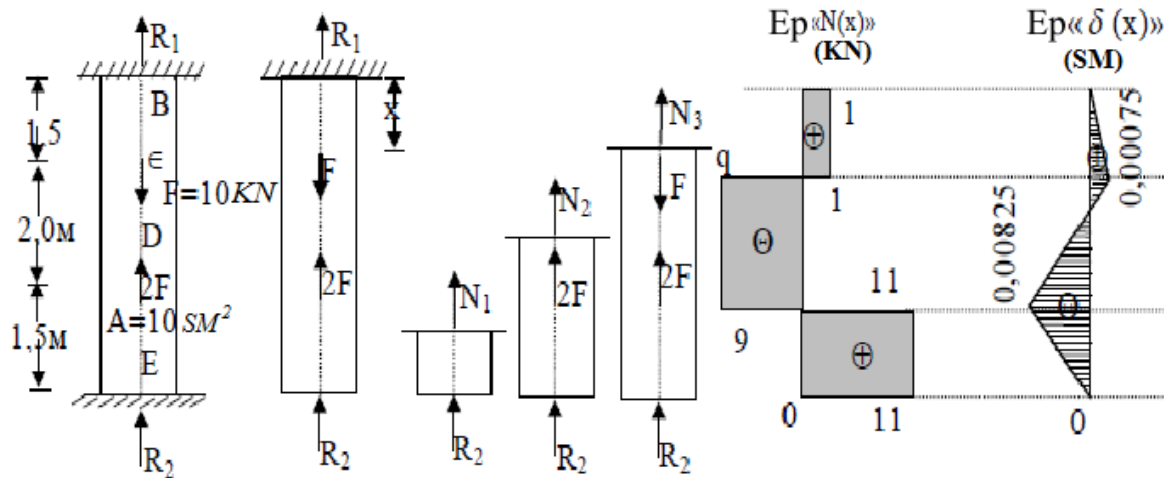 R₁
B
1,5
∈
F=10KN
2,0м
D
2F
A=10 SM²
1,5м
E
R₂
R₁
x
F
2F
R₂
N₁
R₂
N₂
2F
R₂
N₃
F
2F
R₂
Ep «N(x)»
(KN)
⊕
1
q
1
Θ
11
9
⊕
0
11
Ep«δ (x)»
(SM)
0,00075
0,00825
Θ
0